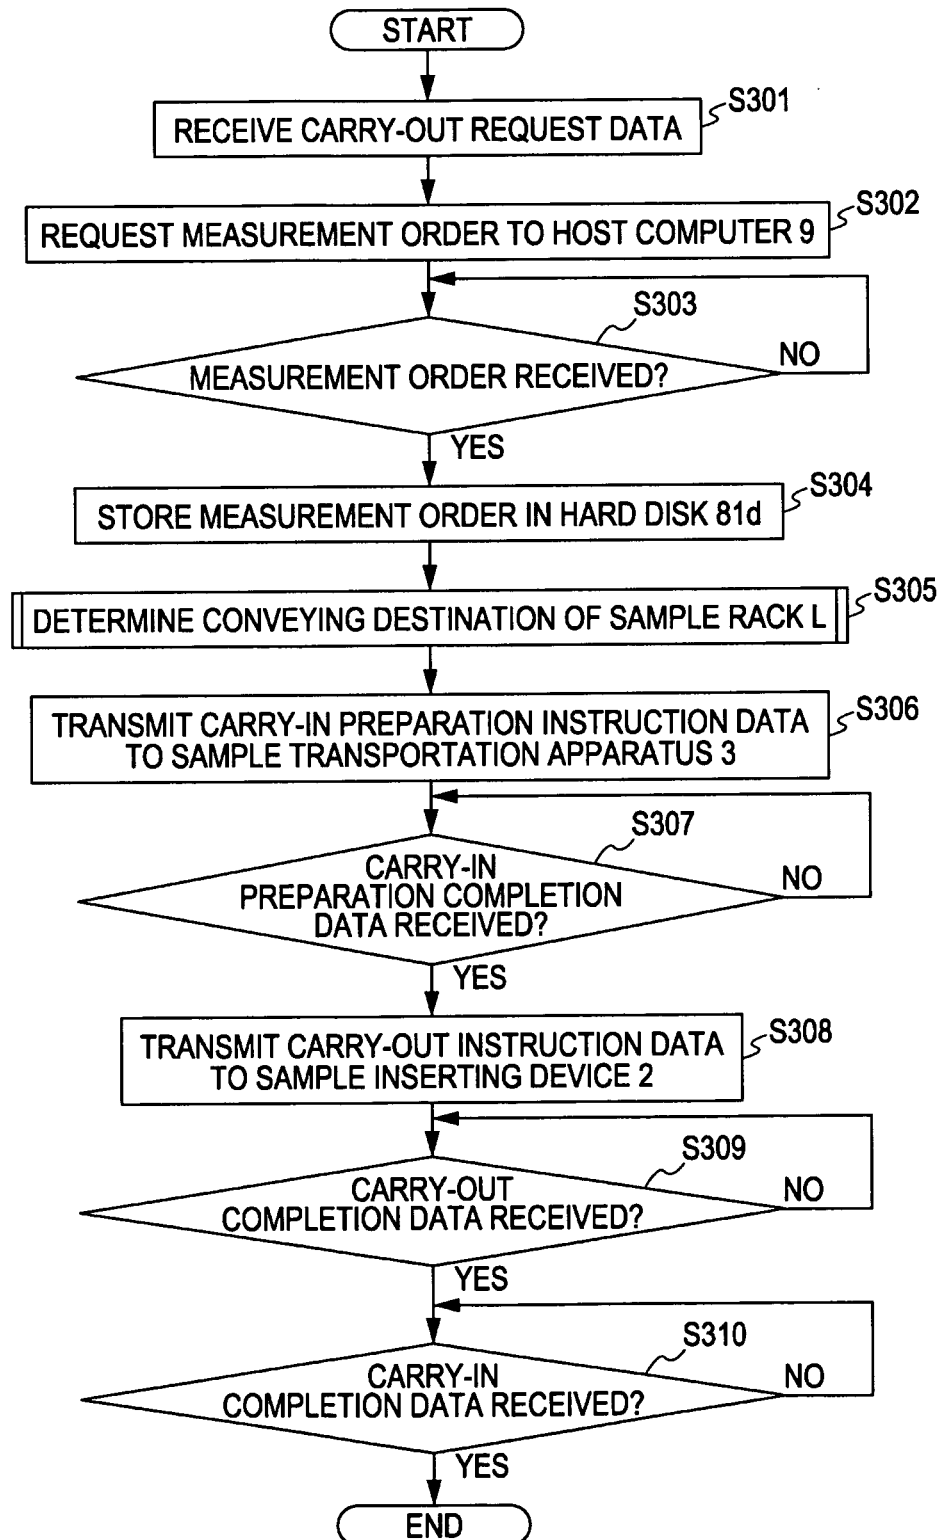 START
S301
RECEIVE CARRY-OUT REQUEST DATA
S302
REQUEST MEASUREMENT ORDER TO HOST COMPUTER 9
S303
NO
MEASUREMENT ORDER RECEIVED?
YES
S304
STORE MEASUREMENT ORDER IN HARD DISK 81d
S305
DETERMINE CONVEYING DESTINATION OF SAMPLE RACK L
S306
TRANSMIT CARRY-IN PREPARATION INSTRUCTION DATA
TO SAMPLE TRANSPORTATION APPARATUS 3
S307
CARRY-IN
NO
PREPARATION COMPLETION
DATA RECEIVED?
YES
S308
TRANSMIT CARRY-OUT INSTRUCTION DATA
TO SAMPLE INSERTING DEVICE 2
S309
CARRY-OUT
NO
COMPLETION DATA RECEIVED?
YES
S310
CARRY-IN
NO
COMPLETION DATA RECEIVED?
YES
END